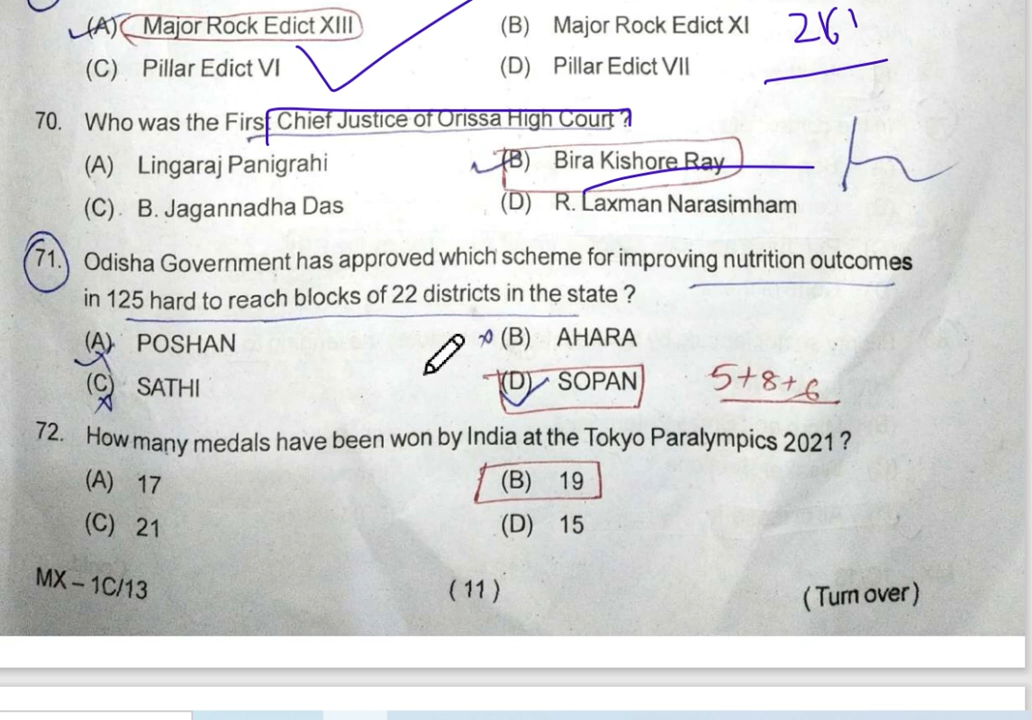 (A) Major Rock Edict XIII (B) Major Rock Edict XI 261
(C) Pillar Edict VI (D) Pillar Edict VII
70. Who was the First Chief Justice of Orissa High Court ?
(A) Lingaraj Panigrahi (B) Bira Kishore Ray
(C). B. Jagannadha Das (D) R. Laxman Narasimham
71. Odisha Government has approved which scheme for improving nutrition outcomes
in 125 hard to reach blocks of 22 districts in the state ?
(A) POSHAN (B) AHARA
(C) SATHI (D) SOPAN 5+8+6
72. How many medals have been won by India at the Tokyo Paralympics 2021 ?
(A) 17 (B) 19
(C) 21 (D) 15
MX – 1C/13 ( 11 ) ( Turn over )